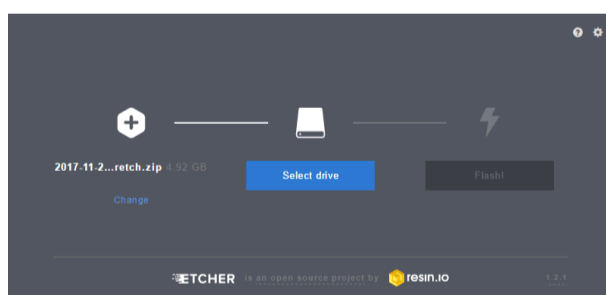 2017-11-2...retch.zip 4.92 GB
Select drive
Flash!
Change
ETCHER is an open source project by resin.io 1.2.1